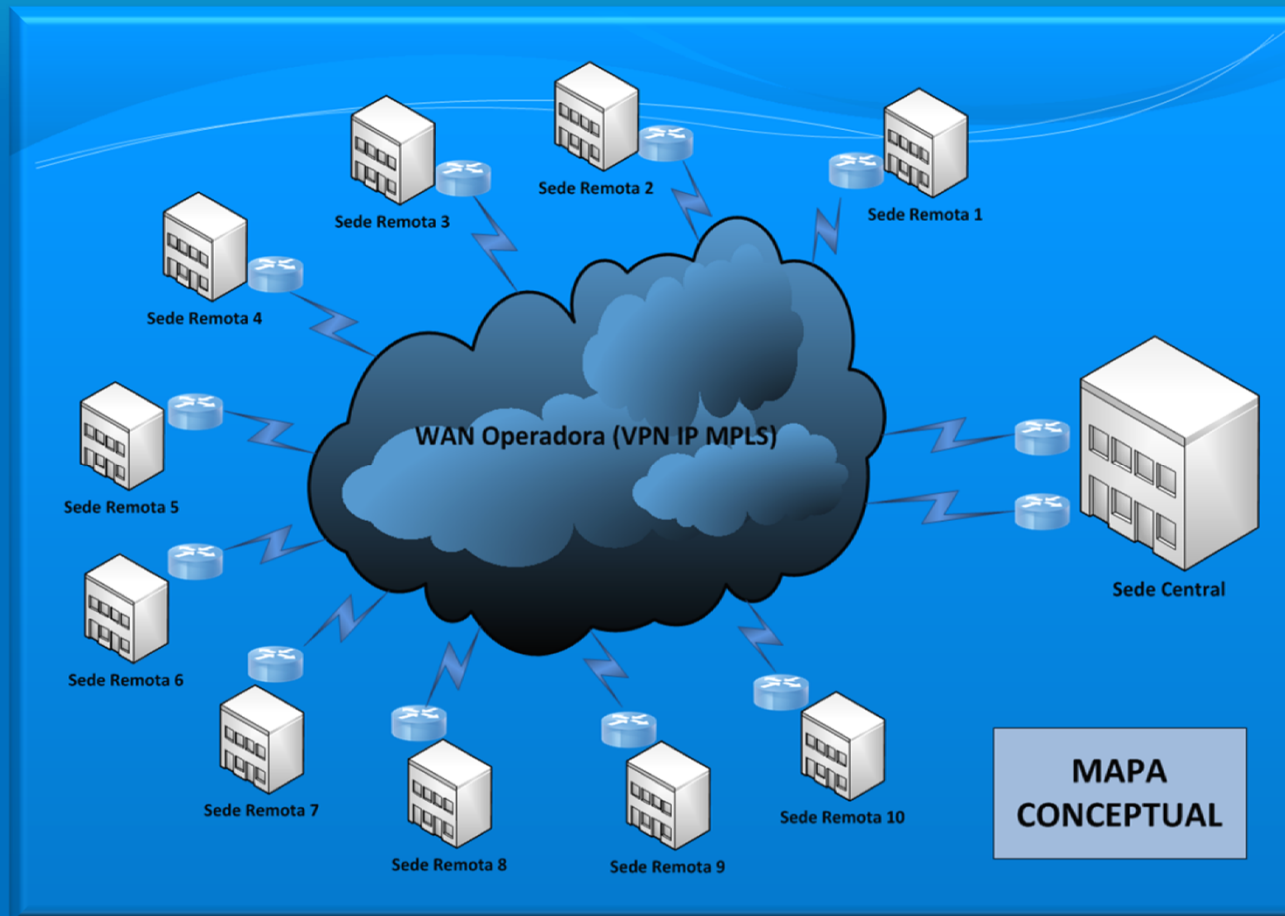 Sede Remota 2
Sede Remota 1
Sede Remota 3
Sede Remota 4
WAN Operadora (VPN IP MPLS)
Sede Remota 5
Sede Central
Sede Remota 6
Sede Remota 7
Sede Remota 10
Sede Remota 8
Sede Remota 9
MAPA
CONCEPTUAL